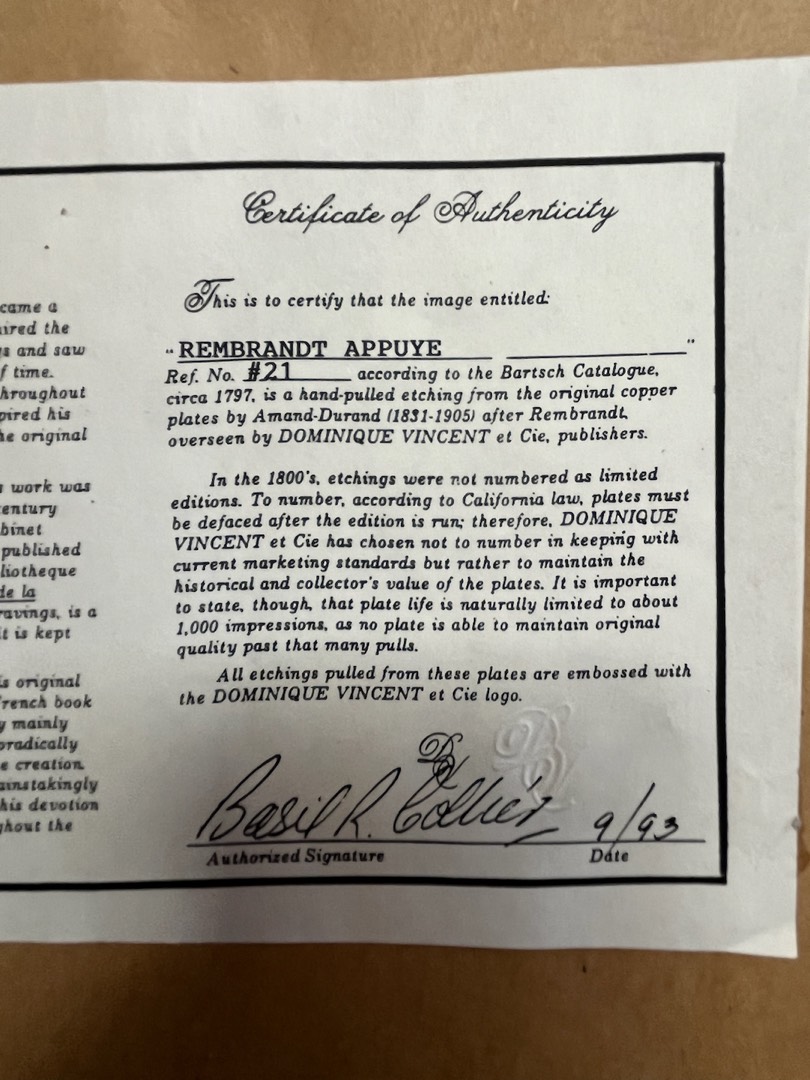 came a
uired the
gs and saw
f time.
hroughout
pired his
he original
s work was
entury
binet
published
liotheque
de la
ravings, is a
it is kept
is original
French book
y mainly
oradically
e creation.
ainstakingly
his devotion
ghout the
Certificate of Authenticity
This is to certify that the image entitled:
"REMBRANDT APPUYE"
Ref. No. #21 according to the Bartsch Catalogue,
circa 1797, is a hand-pulled etching from the original copper
plates by Amand-Durand (1831-1905) after Rembrandt,
overseen by DOMINIQUE VINCENT et Cie, publishers.
In the 1800's, etchings were not numbered as limited
editions. To number, according to California law, plates must
be defaced after the edition is run; therefore, DOMINIQUE
VINCENT et Cie has chosen not to number in keeping with
current marketing standards but rather to maintain the
historical and collector's value of the plates. It is important
to state, though, that plate life is naturally limited to about
1,000 impressions, as no plate is able to maintain original
quality past that many pulls.
All etchings pulled from these plates are embossed with
the DOMINIQUE VINCENT et Cie logo.
Basil R. Collier 9/93
Authorized Signature Date